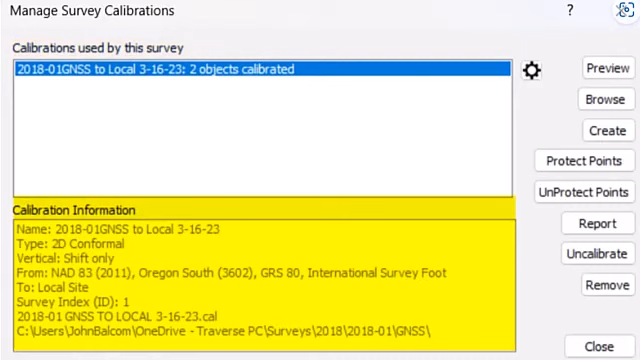 Manage Survey Calibrations
?
Calibrations used by this survey
2018-01GNSS to Local 3-16-23: 2 objects calibrated
Preview
Browse
Create
Protect Points
UnProtect Points
Report
Uncalibrate
Remove
Close
Calibration Information
Name: 2018-01GNSS to Local 3-16-23
Type: 2D Conformal
Vertical: Shift only
From: NAD 83 (2011), Oregon South (3602), GRS 80, International Survey Foot
To: Local Site
Survey Index (ID): 1
2018-01 GNSS TO LOCAL 3-16-23.cal
C:\Users\JohnBalcom\OneDrive - Traverse PC\Surveys\2018\2018-01\GNSS\